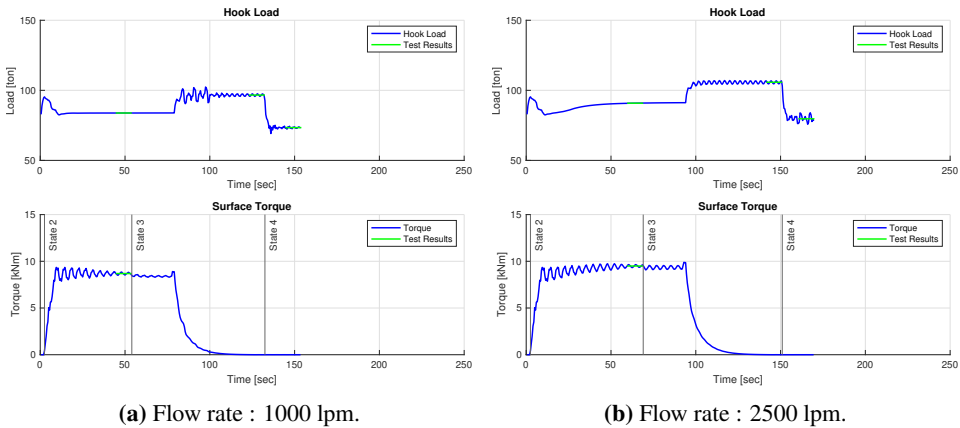 Hook Load
150
100
50
Load [ton]
0 50 100 150 200 250
Time [sec]
Hook Load
Test Results
Surface Torque
15
10
5
0
Torque [kNm]
State 2
State 3
State 4
0 50 100 150 200 250
Time [sec]
Torque
Test Results
(a) Flow rate : 1000 lpm.
Hook Load
150
100
50
Load [ton]
0 50 100 150 200 250
Time [sec]
Hook Load
Test Results
Surface Torque
15
10
5
0
Torque [kNm]
State 2
State 3
State 4
0 50 100 150 200 250
Time [sec]
Torque
Test Results
(b) Flow rate : 2500 lpm.